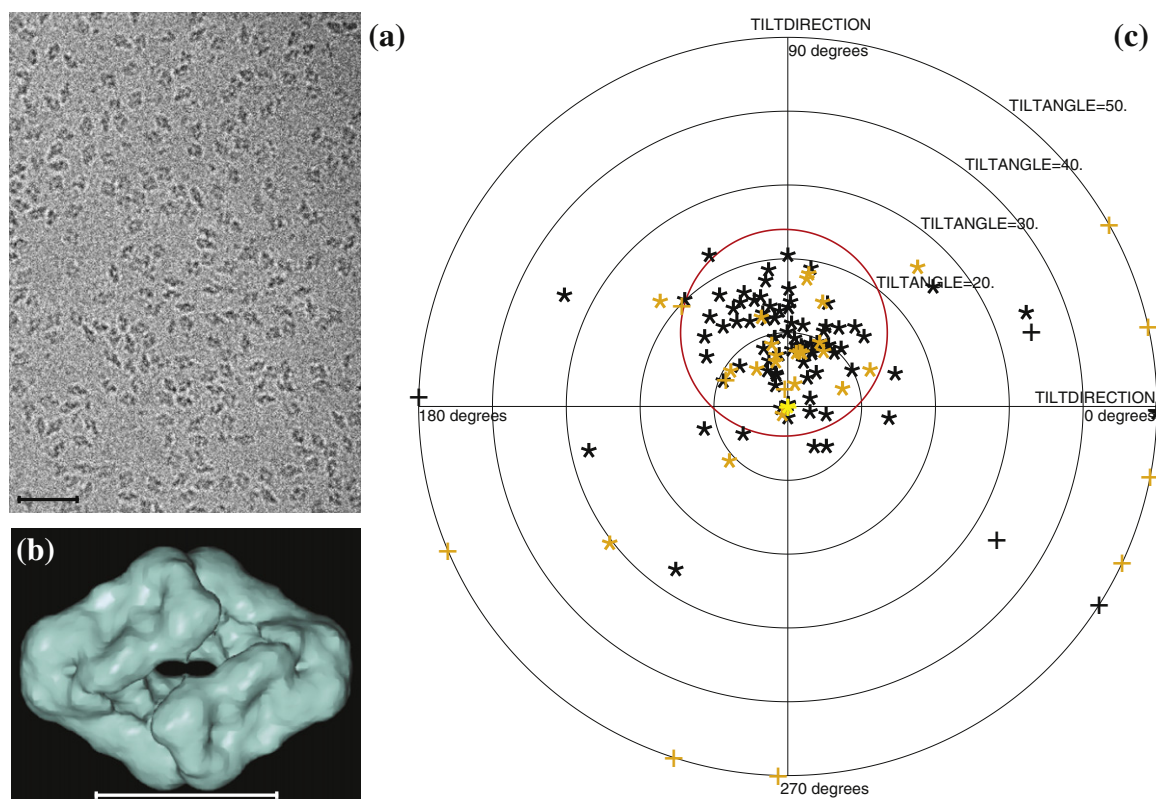 (a)
(c)
TILTDIRECTION
90 degrees
TILTANGLE=50.
TILTANGLE=40.
TILTANGLE=30.
TILTANGLE=20.
TILTDIRECTION
180 degrees
0 degrees
(b)
270 degrees